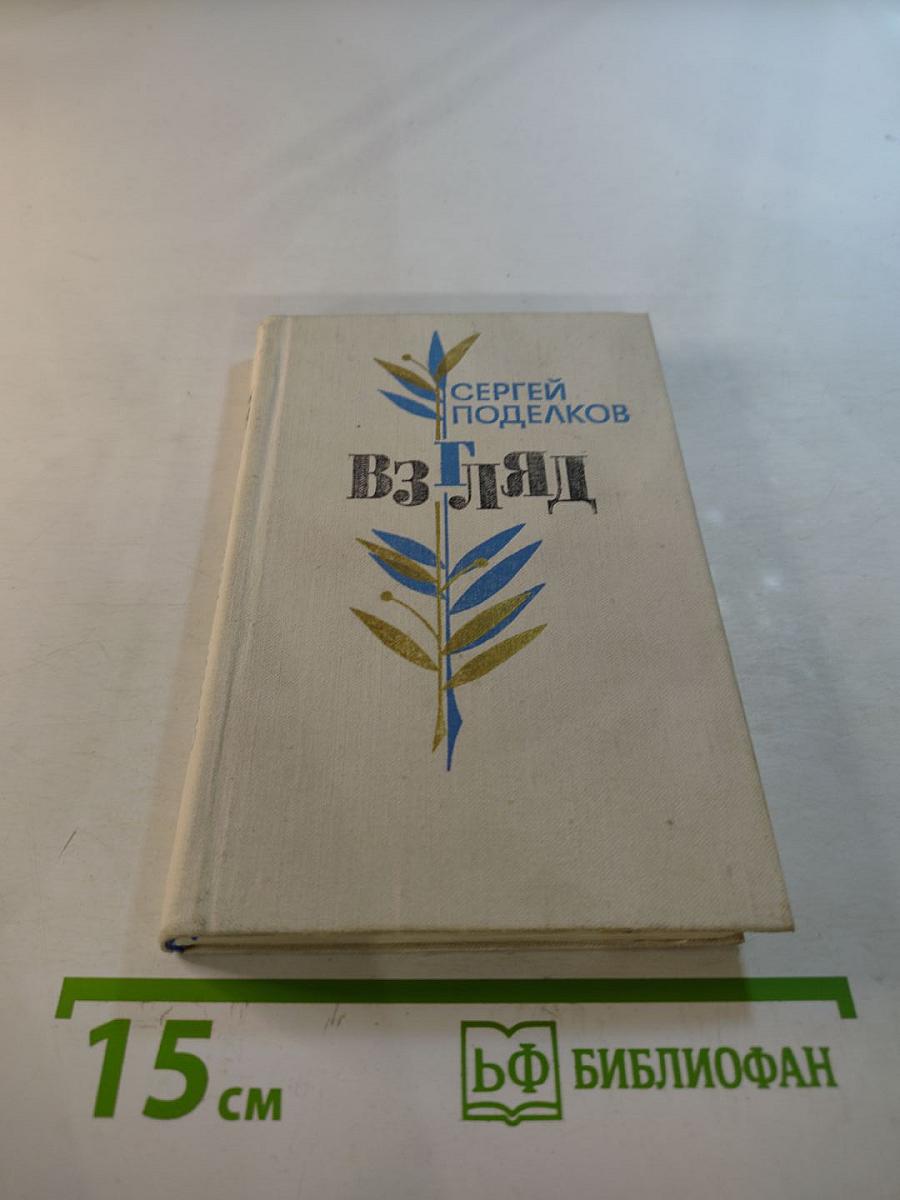 СЕРГЕЙ
ПОДЕЛКОВ
ВЗГЛЯД
15 см
ЬФ БИБЛИОФАН